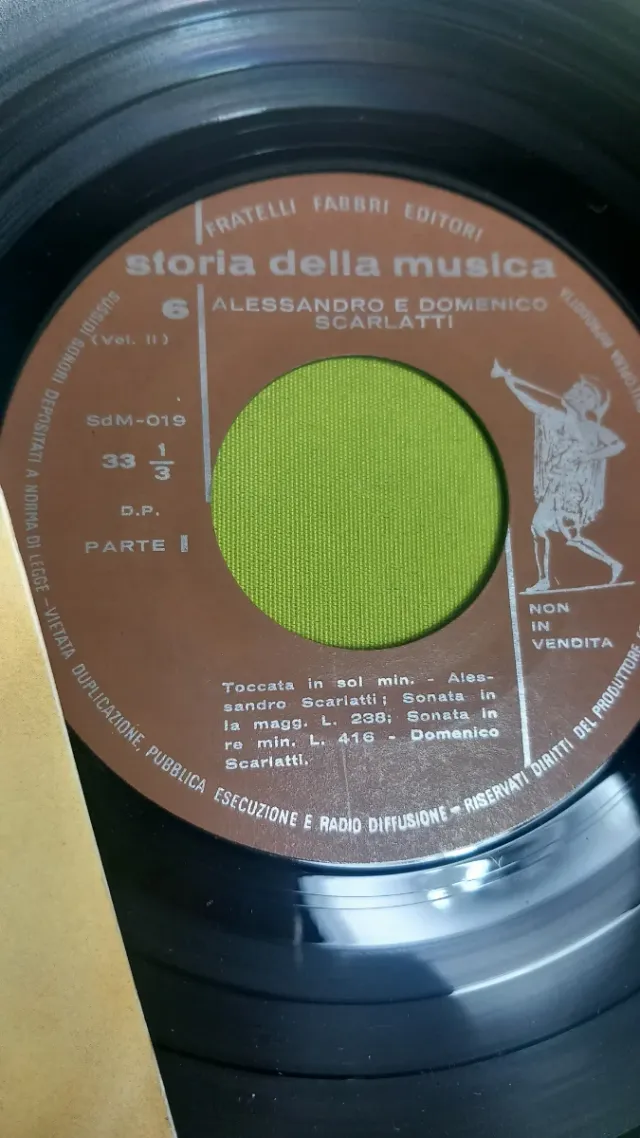 FRATELLI FABBRI EDITORI
storia della musica
6
(Vol. II)
ALESSANDRO E DOMENICO
SCARLATTI
SdM-019
33 1/3
D.P.
PARTE I
NON
IN
VENDITA
Toccata in sol min. - Ales-
sandro Scarlatti; Sonata in
la magg. L. 238; Sonata in
re min. L. 416 - Domenico
Scarlatti.
SUSSIDI SONORI DEPOSITATI A NORMA DI LEGGE - VIETATA DUPLICAZIONE, PUBBLICA ESECUZIONE E RADIO DIFFUSIONE - RISERVATI DIRITTI DEL PRODUTTORE